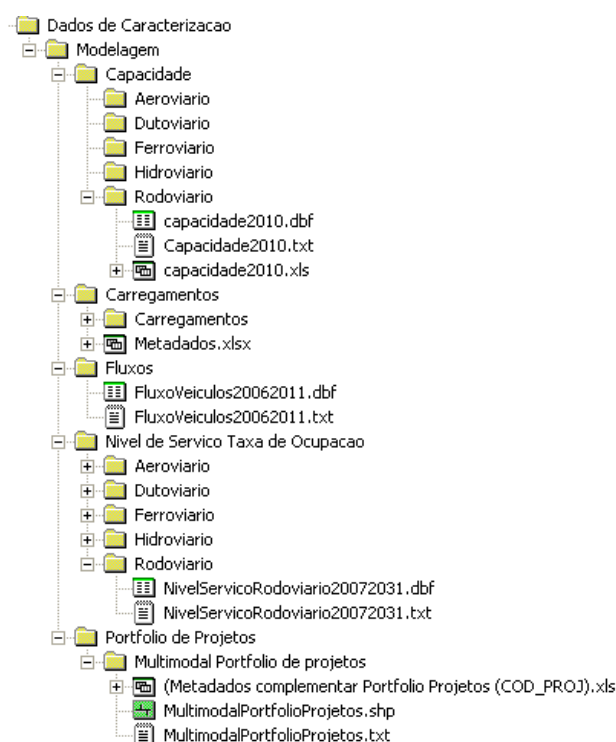 Dados de Caracterizacao
Modelagem
Capacidade
Aeroviario
Dutoviario
Ferroviario
Hidroviario
Rodoviario
capacidade2010.dbf
Capacidade2010.txt
capacidade2010.xls
Carregamentos
Carregamentos
Metadados.xlsx
Fluxos
FluxoVeiculos20062011.dbf
FluxoVeiculos20062011.txt
Nivel de Servico Taxa de Ocupacao
Aeroviario
Dutoviario
Ferroviario
Hidroviario
Rodoviario
NivelServicoRodoviario20072031.dbf
NivelServicoRodoviario20072031.txt
Portfolio de Projetos
Multimodal Portfolio de projetos
(Metadados complementar Portfolio Projetos (COD_PROJ).xls
MultimodalPortfolioProjetos.shp
MultimodalPortfolioProjetos.txt